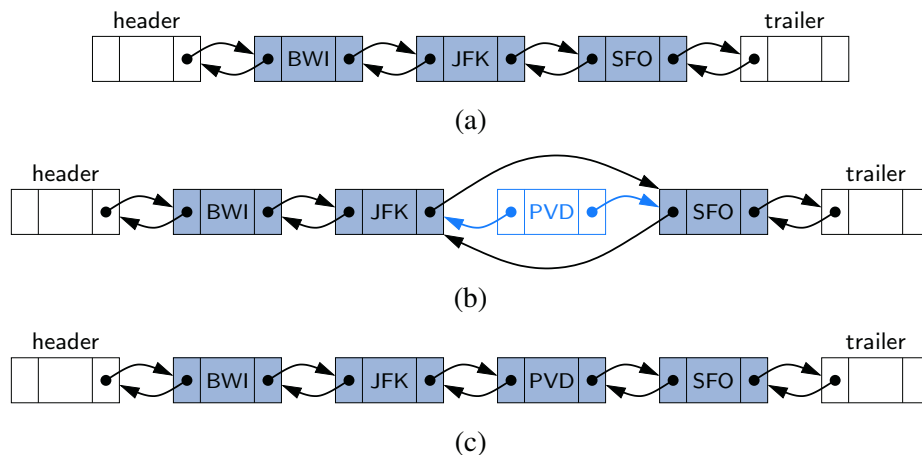 header trailer
BWI JFK SFO
(a)
header trailer
BWI JFK PVD SFO
(b)
header trailer
BWI JFK PVD SFO
(c)